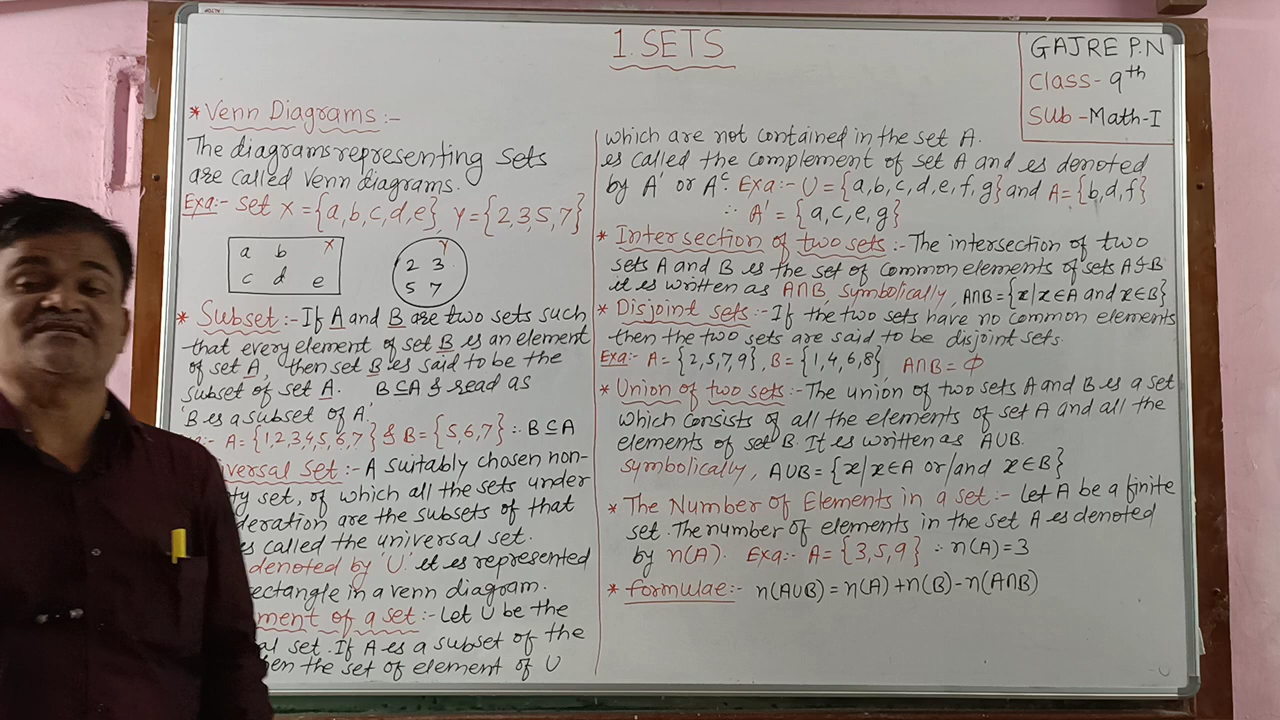 1. SETS
GAJRE P.N
Class - 9th
Sub - Math-I
* Venn Diagrams :-
The diagrams representing sets
are called Venn diagrams.
Exa:- Set X = {a,b,c,d,e}, Y = {2,3,5,7}
a b X
c d e
Y
2 3
5 7
* Subset :- If A and B are two sets such
that every element of set B is an element
of set A, then set B is said to be the
subset of set A. B⊆A & read as
'B is a subset of A.'
A = {1,2,3,4,5,6,7} & B = {5,6,7} ∴ B⊆A
iversal set :- A suitably chosen non-
ty set, of which all the sets under
deration are the subsets of that
s called the universal set.
denoted by 'U'. it is represented
ectangle in a venn diagram.
ment of a set :- Let U be the
al set. If A is a subset of the
hen the set of element of U
which are not contained in the set A.
is called the complement of set A and is denoted
by A' or Aᶜ. Exa:- U = {a,b,c,d,e,f,g} and A = {b,d,f}
∴ A' = {a,c,e,g}
* Intersection of two sets :- The intersection of two
sets A and B is the set of common elements of sets A & B
it is written as A∩B, symbolically, A∩B = {x/x∈A and x∈B}
* Disjoint sets :- If the two sets have no common elements
then the two sets are said to be disjoint sets.
Exa:- A = {2,5,7,9}, B = {1,4,6,8} A∩B = ϕ
* Union of two sets :- The union of two sets A and B is a set
which consists of all the elements of set A and all the
elements of set B. It is written as A∪B.
symbolically, A∪B = {x/x∈A or/and x∈B}
* The Number of Elements in a set :- Let A be a finite
set. The number of elements in the set A is denoted
by n(A). Exa:- A = {3,5,9} ∴ n(A) = 3
* formulae :- n(A∪B) = n(A) + n(B) - n(A∩B)